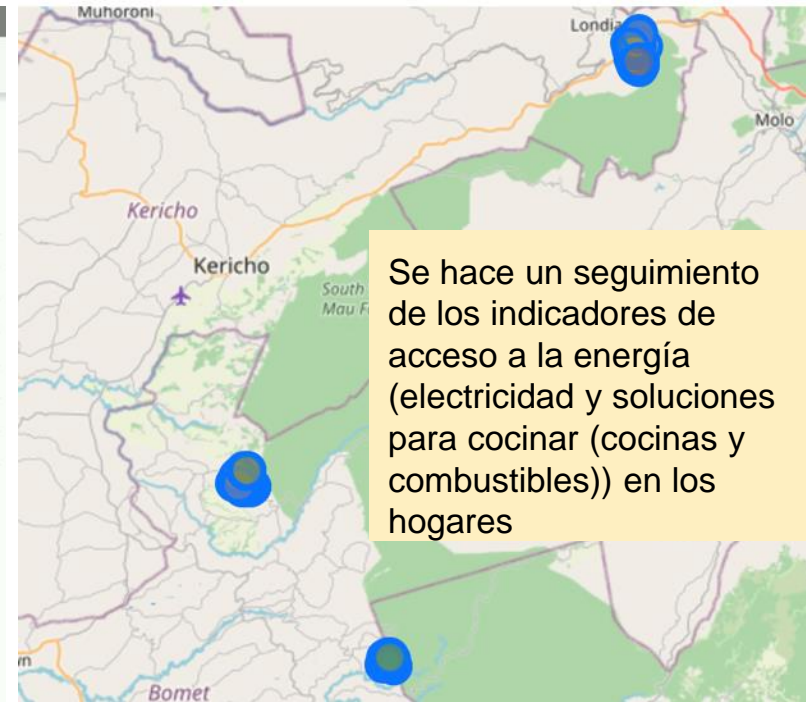 Muhoroni
Londia
Molo
Kericho
Kericho
South
Mau F
Se hace un seguimiento
de los indicadores de
acceso a la energía
(electricidad y soluciones
para cocinar (cocinas y
combustibles)) en los
hogares
Bomet